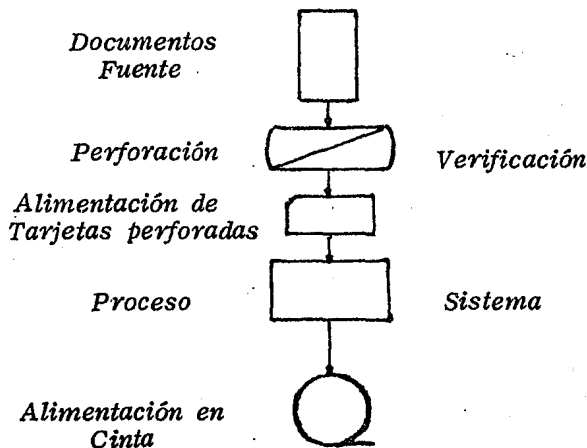 Documentos
Fuente
Perforación
Verificación
Alimentación de
Tarjetas perforadas
Proceso
Sistema
Alimentación en
Cinta